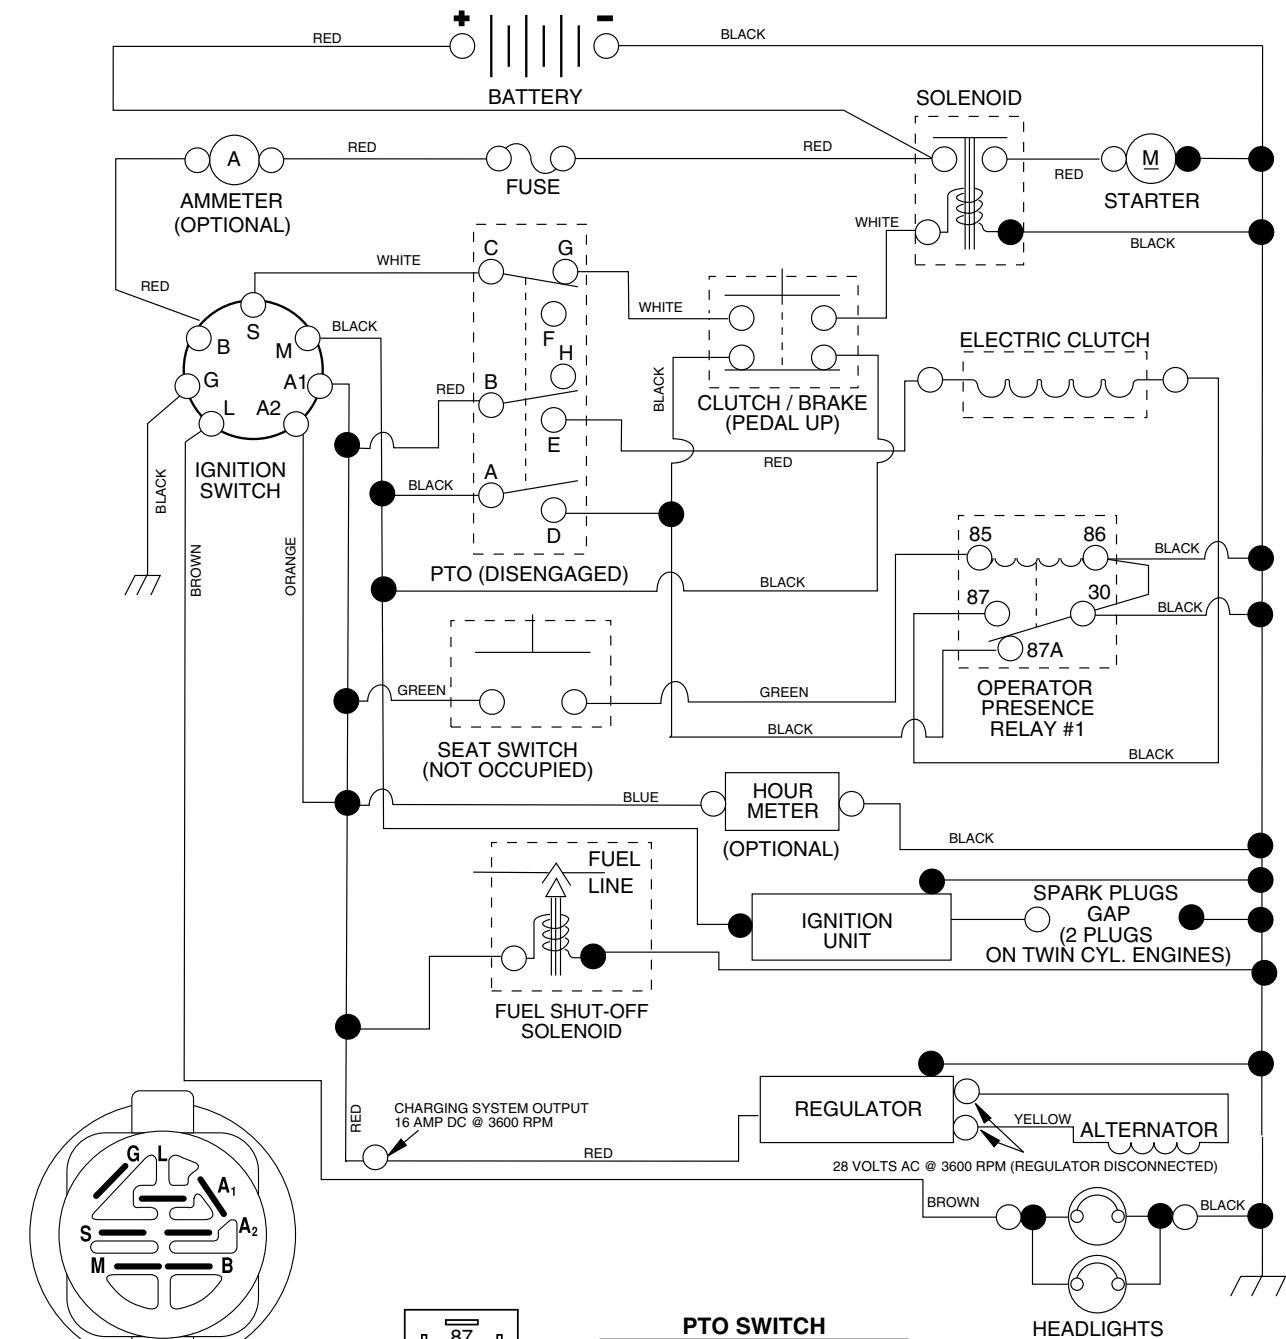 + -
RED
BLACK
BATTERY
SOLENOID
A
RED
FUSE
RED
RED
M
AMMETER
(OPTIONAL)
STARTER
WHITE
BLACK
C G
WHITE
RED
S
B
M
BLACK
F
H
WHITE
ELECTRIC CLUTCH
G
A1
L
A2
RED
B
E
BLACK
CLUTCH / BRAKE
(PEDAL UP)
RED
IGNITION
SWITCH
BLACK
A
BLACK
D
BROWN
ORANGE
PTO (DISENGAGED)
BLACK
85 86
BLACK
87 30
BLACK
87A
OPERATOR
PRESENCE
RELAY #1
GREEN
GREEN
BLACK
BLACK
SEAT SWITCH
(NOT OCCUPIED)
BLUE
HOUR
METER
(OPTIONAL)
BLACK
FUEL
LINE
IGNITION
UNIT
SPARK PLUGS
GAP
(2 PLUGS
ON TWIN CYL. ENGINES)
FUEL SHUT-OFF
SOLENOID
RED
CHARGING SYSTEM OUTPUT
16 AMP DC @ 3600 RPM
REGULATOR
YELLOW
ALTERNATOR
RED
28 VOLTS AC @ 3600 RPM (REGULATOR DISCONNECTED)
G L
A1
S
A2
M
B
BROWN
BLACK
87
PTO SWITCH
HEADLIGHTS